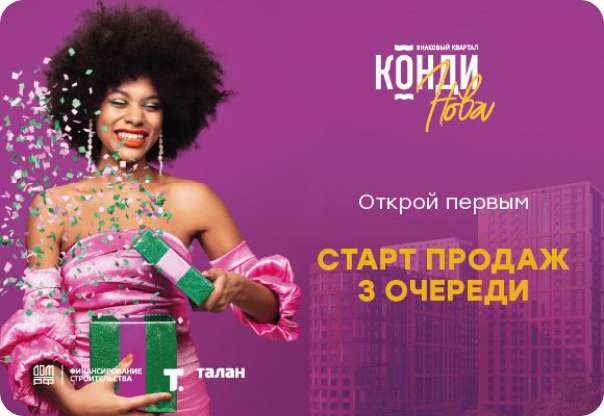 ЗНАКОВЫЙ КВАРТАЛ
КОНДИ
Нова
Открой первым
СТАРТ ПРОДАЖ
3 ОЧЕРЕДИ
ДОМ
РФ
ФИНАНСИРОВАНИЕ
СТРОИТЕЛЬСТВА
Т.
талан